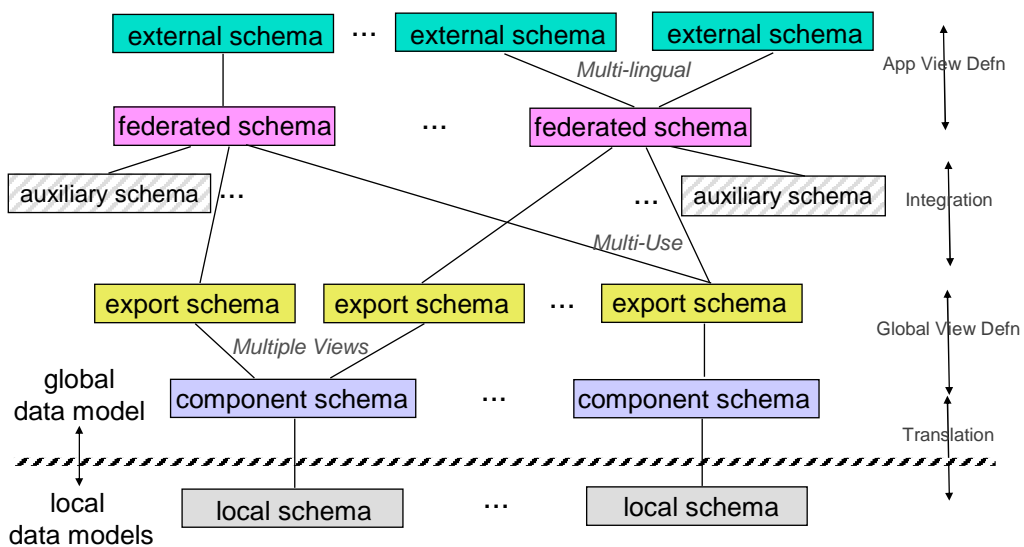 external schema
...
external schema
external schema
App View Defn
Multi-lingual
federated schema
...
federated schema
auxiliary schema
...
...
auxiliary schema
Integration
Multi-Use
export schema
export schema
...
export schema
Global View Defn
Multiple Views
global
data model
component schema
...
component schema
Translation
local
data models
local schema
...
local schema